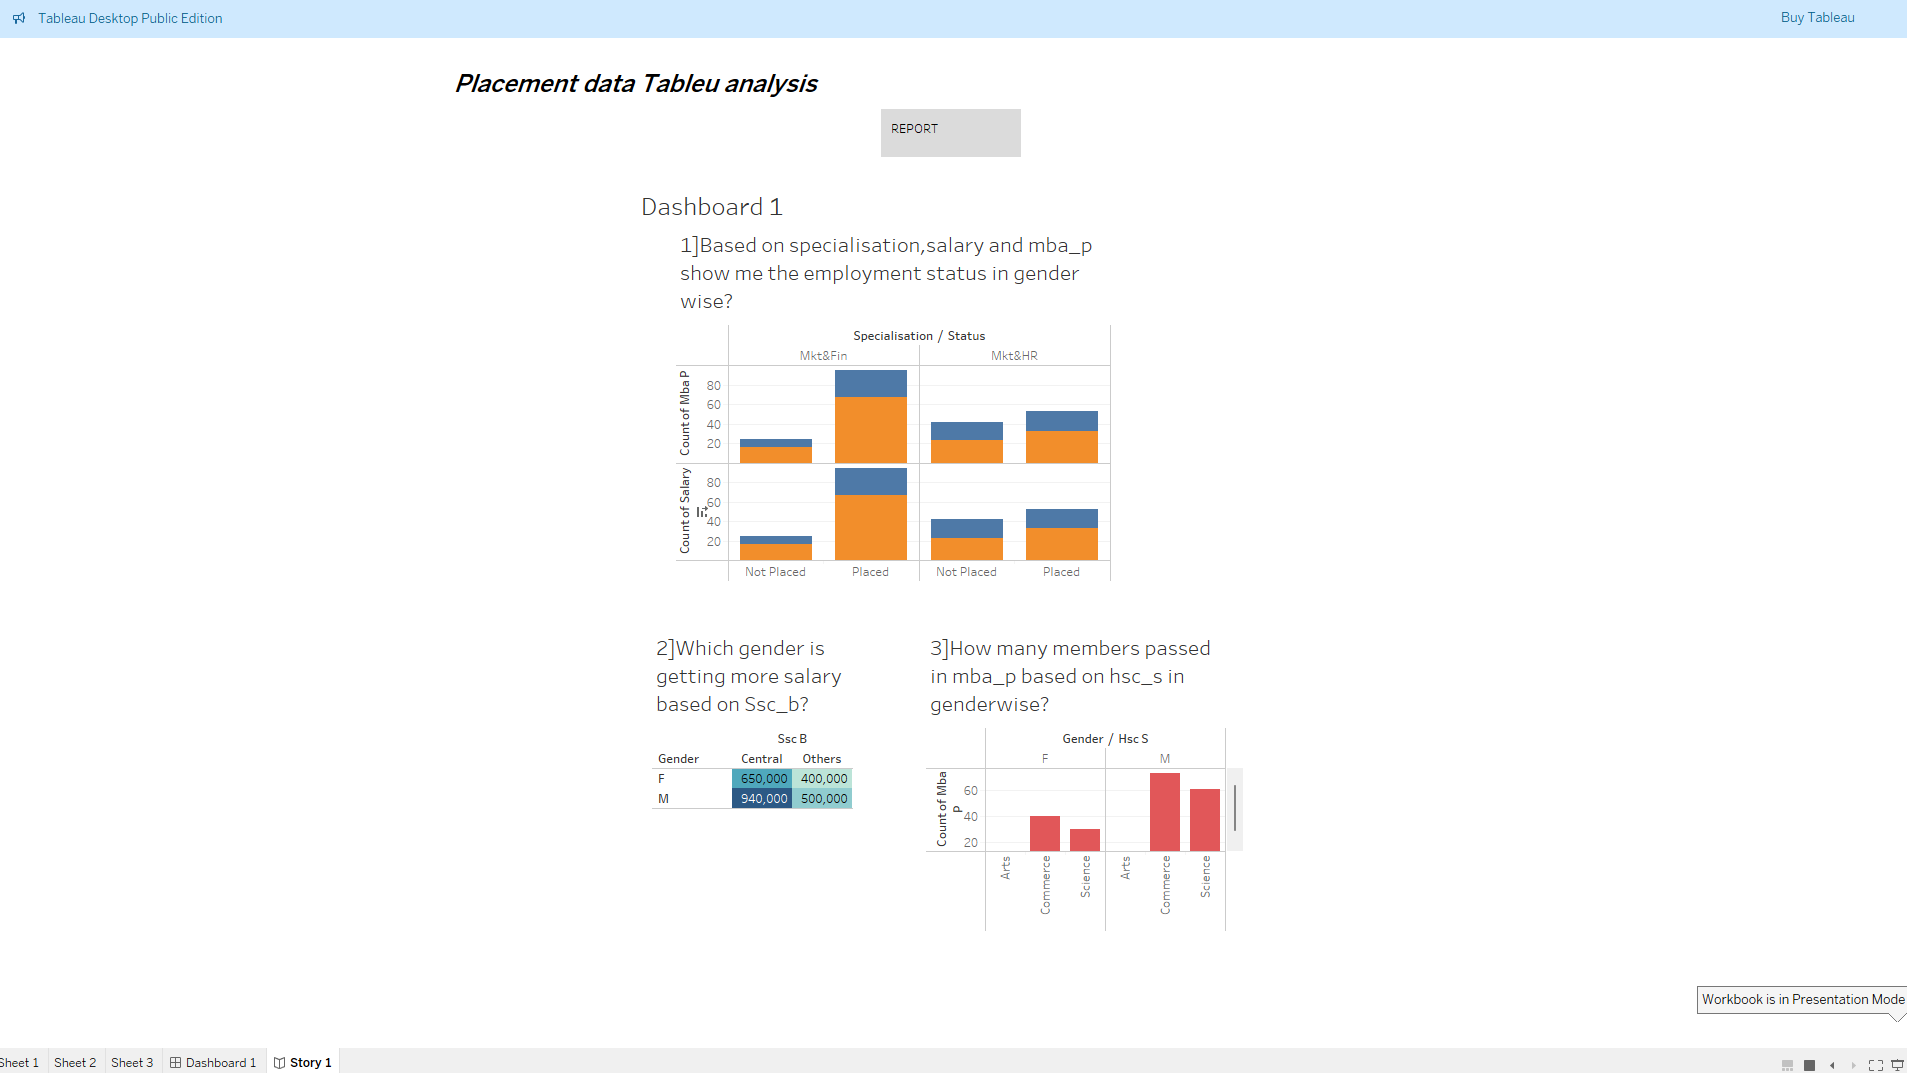 Tableau Desktop Public Edition
Buy Tableau
Placement data Tableu analysis
REPORT
Dashboard 1
1]Based on specialisation,salary and mba_p
show me the employment status in gender
wise?
Specialisation / Status
Mkt&Fin
Mkt&HR
Count of Mba P
80
60
40
20
Count of Salary
80
60
40
20
Not Placed
Placed
Not Placed
Placed
2]Which gender is
getting more salary
based on Ssc_b?
Ssc B
Gender Central Others
F 650,000 400,000
M 940,000 500,000
3]How many members passed
in mba_p based on hsc_s in
genderwise?
Gender / Hsc S
F
M
Count of Mba
P
60
40
20
Arts
Commerce
Science
Arts
Commerce
Science
Workbook is in Presentation Mode
Sheet 1
Sheet 2
Sheet 3
Dashboard 1
Story 1